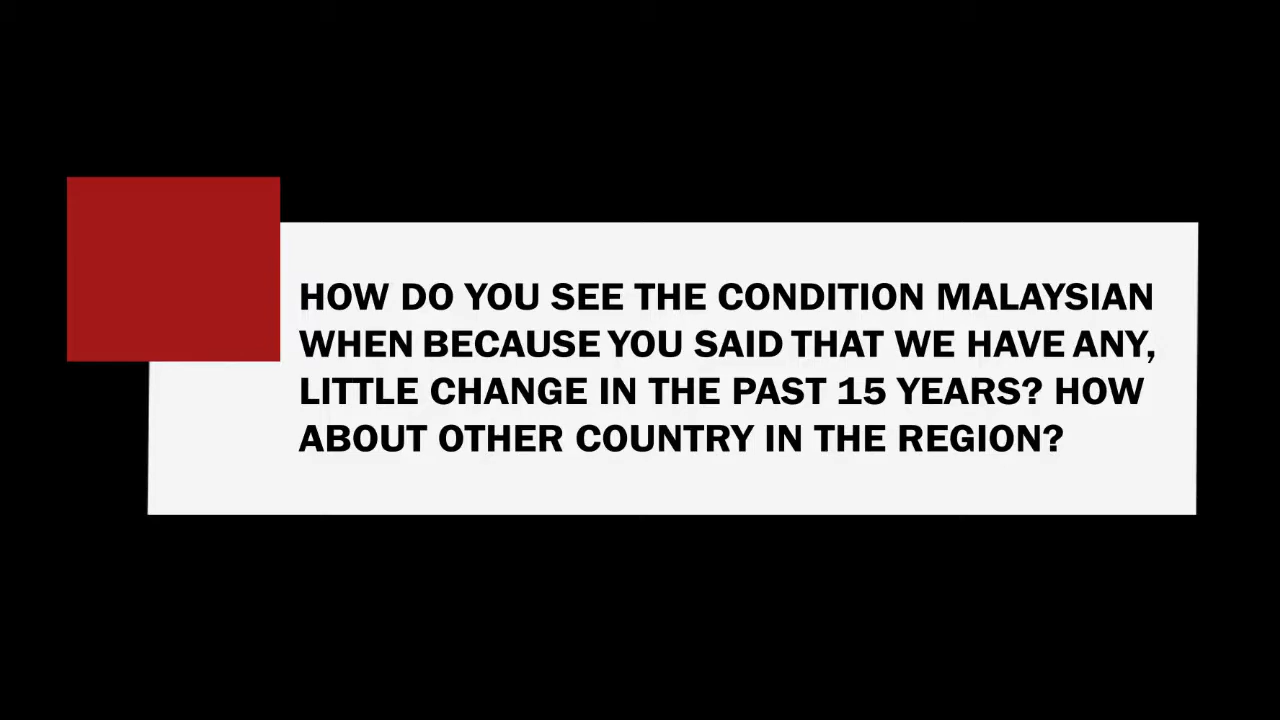 HOW DO YOU SEE THE CONDITION MALAYSIAN
WHEN BECAUSE YOU SAID THAT WE HAVE ANY,
LITTLE CHANGE IN THE PAST 15 YEARS? HOW
ABOUT OTHER COUNTRY IN THE REGION?